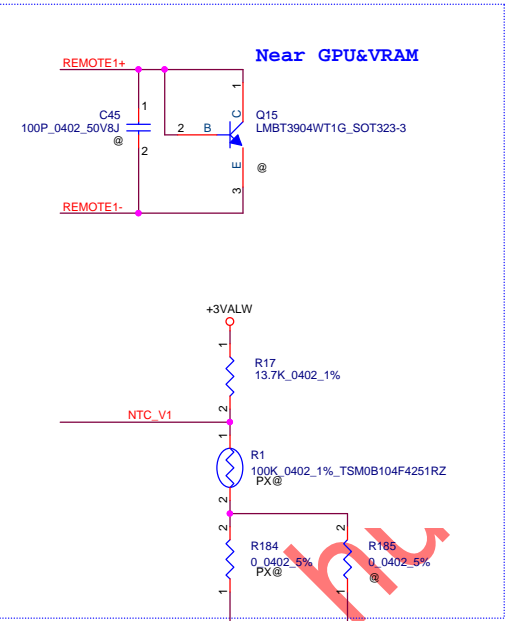 Near GPU&VRAM
REMOTE1+
1
C
1
C45
100P_0402_50V8J
@
2
2
B
Q15
LMBT3904WT1G_SOT323-3
E
@
3
REMOTE1-
+3VALW
1
R17
13.7K_0402_1%
2
NTC_V1
1
R1
100K_0402_1%_TSM0B104F4251RZ
PX@
2
2
R184
0_0402_5%
PX@
1
2
R185
0_0402_5%
@
1